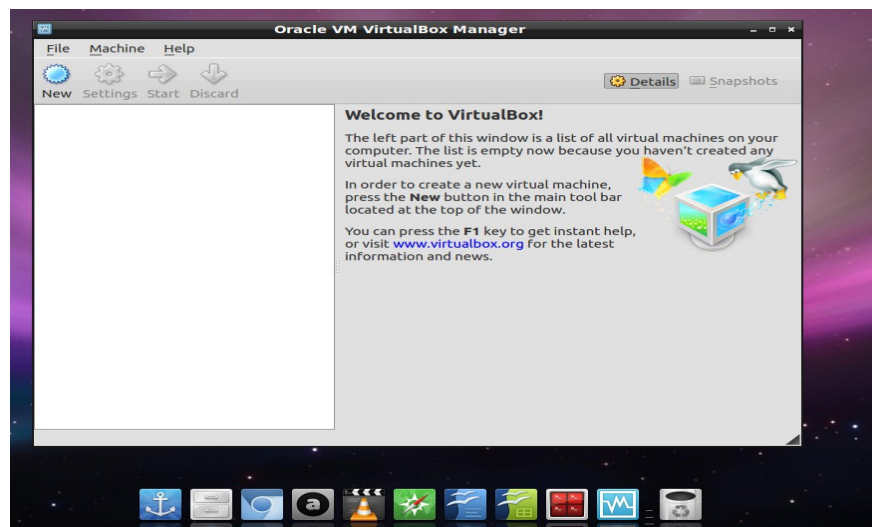 Oracle VM VirtualBox Manager
File Machine Help
New Settings Start Discard
Details Snapshots
Welcome to VirtualBox!
The left part of this window is a list of all virtual machines on your
computer. The list is empty now because you haven't created any
virtual machines yet.
In order to create a new virtual machine,
press the New button in the main tool bar
located at the top of the window.
You can press the F1 key to get instant help,
or visit www.virtualbox.org for the latest
information and news.
a